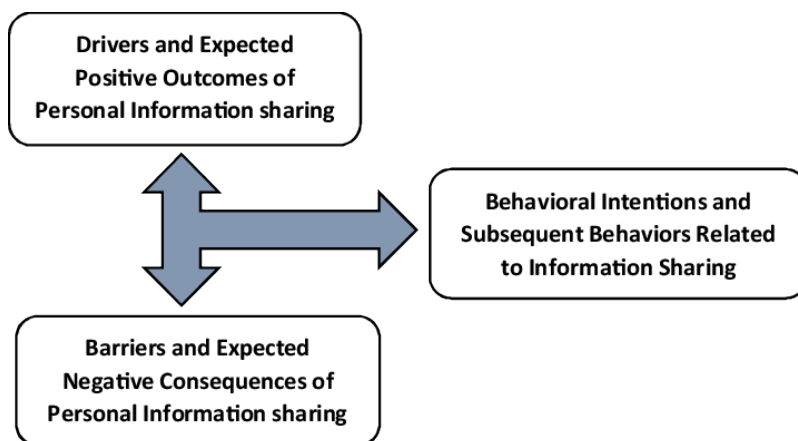 Drivers and Expected
Positive Outcomes of
Personal Information sharing
Behavioral Intentions and
Subsequent Behaviors Related
to Information Sharing
Barriers and Expected
Negative Consequences of
Personal Information sharing